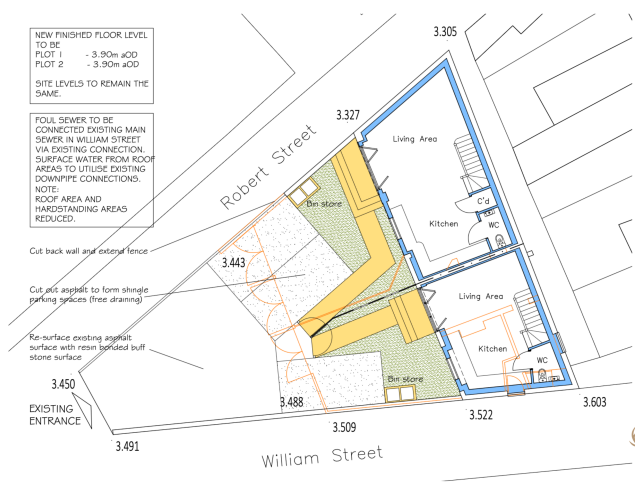 NEW FINISHED FLOOR LEVEL
TO BE
PLOT 1 - 3.90m aOD
PLOT 2 - 3.90m aOD
SITE LEVELS TO REMAIN THE
SAME.
FOUL SEWER TO BE
CONNECTED EXISTING MAIN
SEWER IN WILLIAM STREET
VIA EXISTING CONNECTION.
SURFACE WATER FROM ROOF
AREAS TO UTILISE EXISTING
DOWNPIPE CONNECTIONS.
NOTE:
ROOF AREA AND
HARDSTANDING AREAS
REDUCED.
3.305
3.327
Robert Street
Living Area
Bin store
C'd
Kitchen
WC
Cut back wall and extend fence
3.443
Cut out asphalt to form shingle
parking spaces (free draining)
Living Area
Re-surface existing asphalt
surface with resin bonded buff
stone surface
Kitchen
WC
3.450
Bin store
EXISTING
ENTRANCE
3.488
3.603
3.522
3.509
3.491
William Street